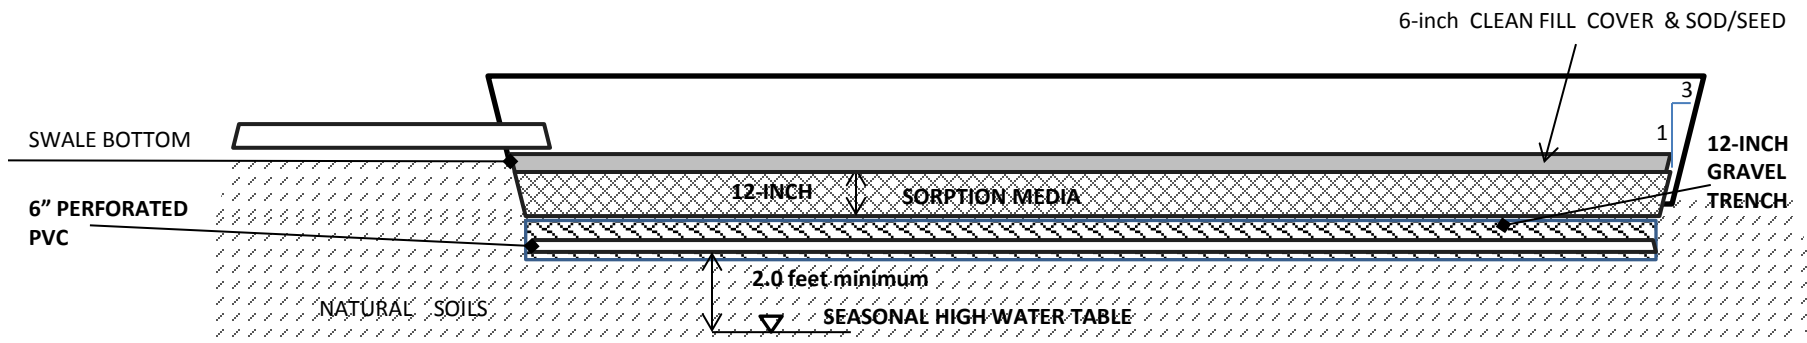 6-inch CLEAN FILL COVER & SOD/SEED
3
SWALE BOTTOM
1
12-INCH
GRAVEL
TRENCH
12-INCH
SORPTION MEDIA
6” PERFORATED
PVC
2.0 feet minimum
NATURAL SOILS
SEASONAL HIGH WATER TABLE